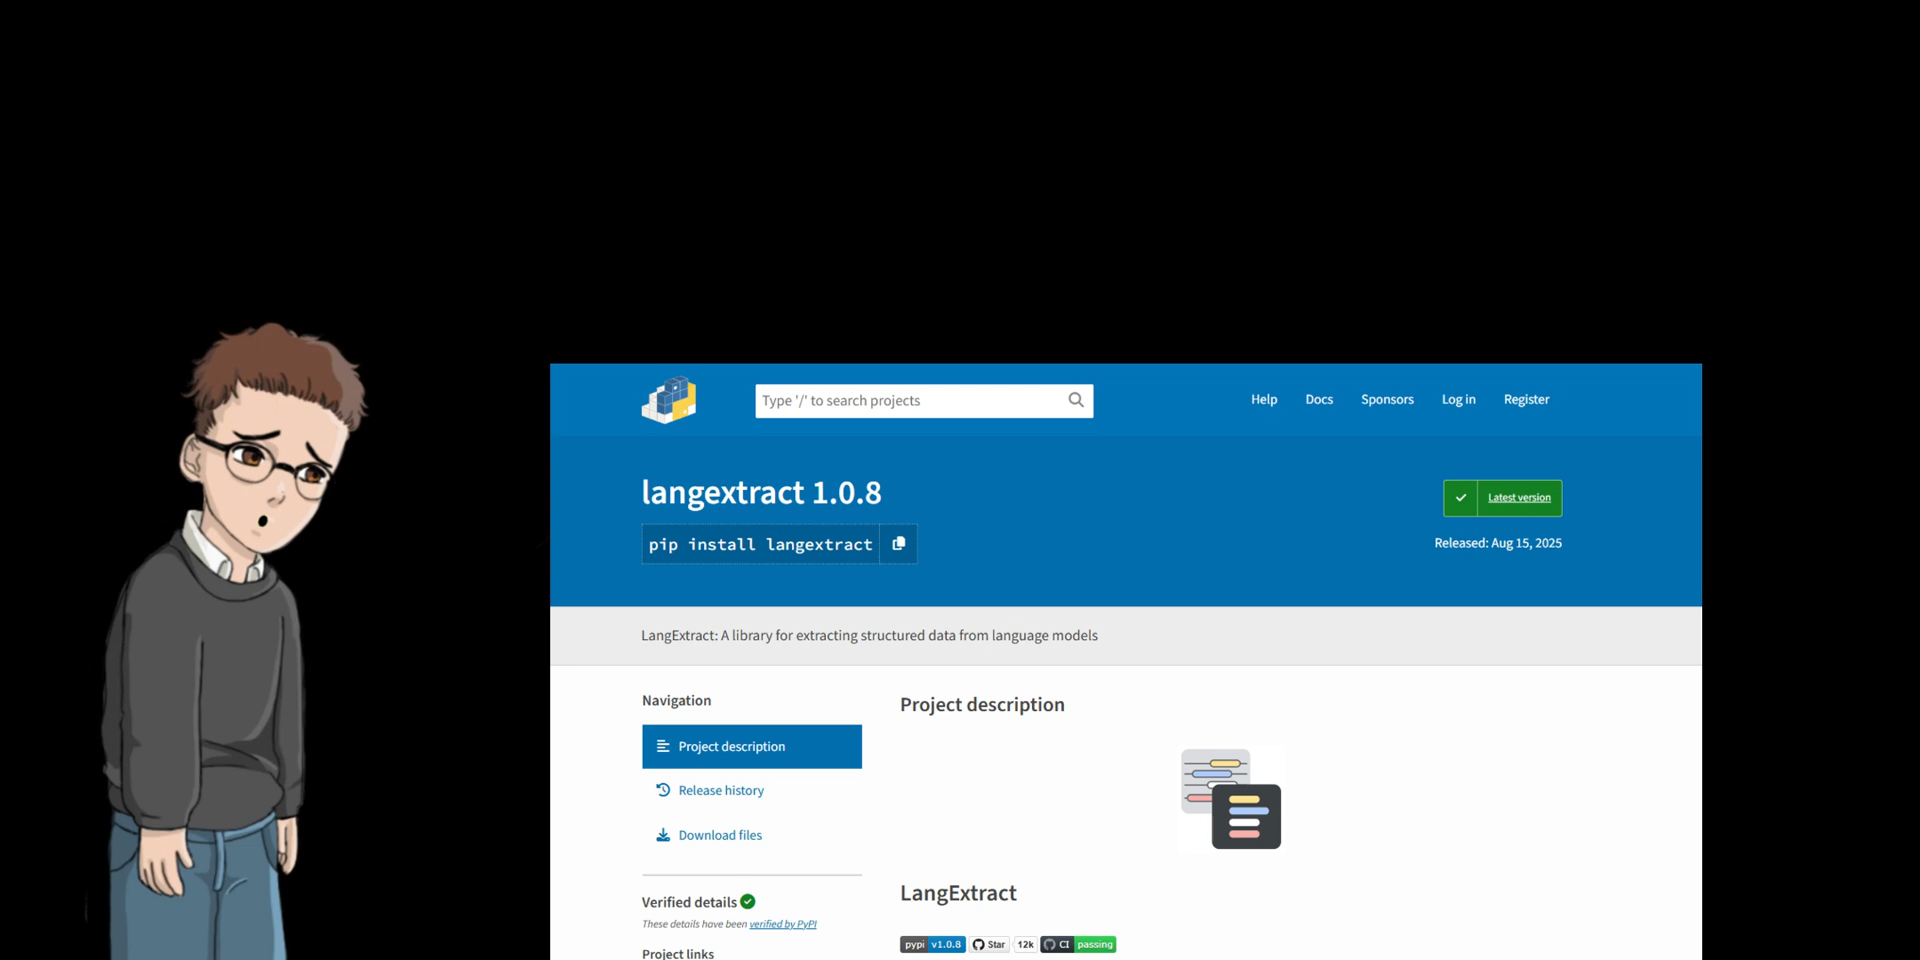 Type '/' to search projects
Help
Docs
Sponsors
Log in
Register
langextract 1.0.8
pip install langextract
Latest version
Released: Aug 15, 2025
LangExtract: A library for extracting structured data from language models
Navigation
Project description
Release history
Download files
Verified details
These details have been verified by PyPI
Project links
Project description
LangExtract
pypi v1.0.8 Star 12k CI passing